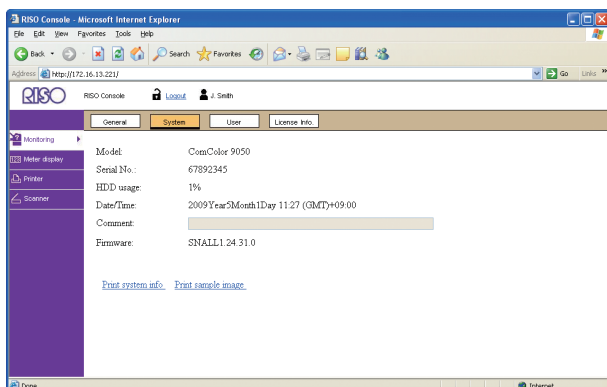 RISO Console - Microsoft Internet Explorer
File Edit View Favorites Tools Help
Back Search Favorites
Address http://172.16.13.221/ Go Links »
RISO RISO Console Logout J. Smith
General System User License Info.
Monitoring
Meter display
Printer
Scanner
Model: ComColor 9050
Serial No.: 67892345
HDD usage: 1%
Date/Time: 2009Year5Month1Day 11:27 (GMT)+09:00
Comment:
Firmware: SNALL1.24.31.0
Print system info Print sample image
Done Internet